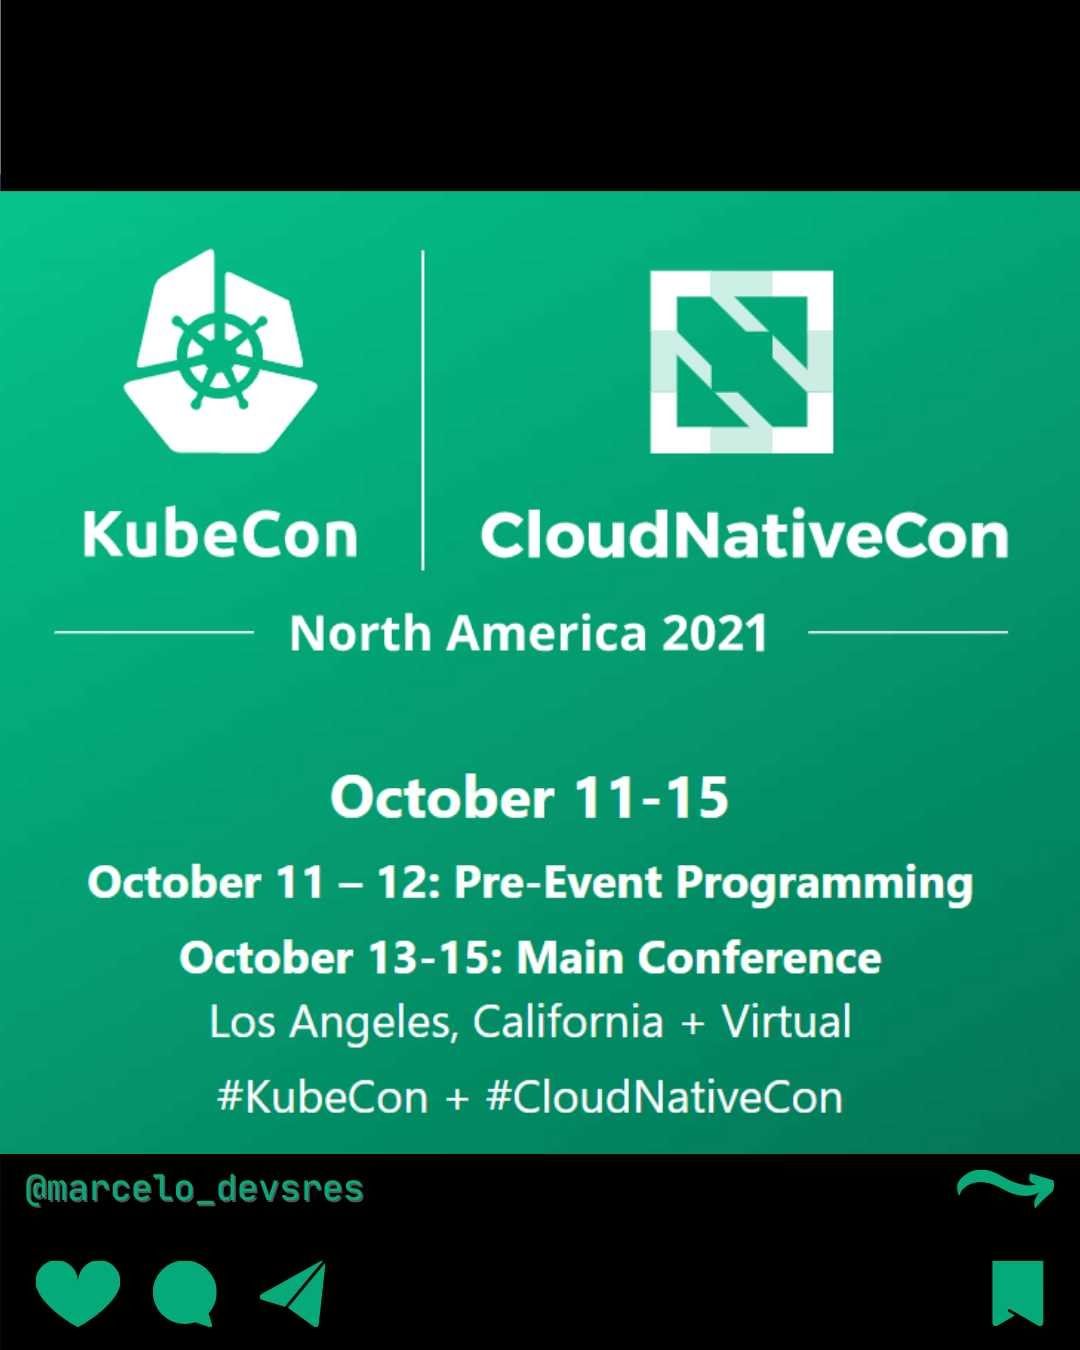 KubeCon
CloudNativeCon
North America 2021
October 11-15
October 11 – 12: Pre-Event Programming
October 13-15: Main Conference
Los Angeles, California + Virtual
#KubeCon + #CloudNativeCon
@marcelo_devsres